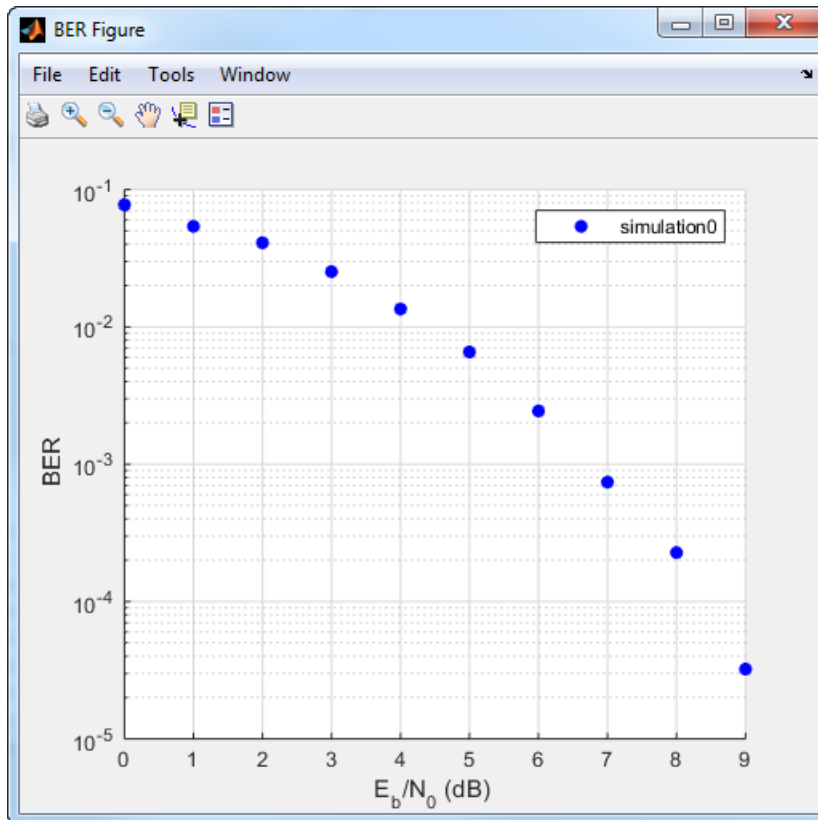 BER Figure
File Edit Tools Window
simulation0
10^-1
10^-2
10^-3
10^-4
10^-5
BER
0 1 2 3 4 5 6 7 8 9
E_b/N_0 (dB)